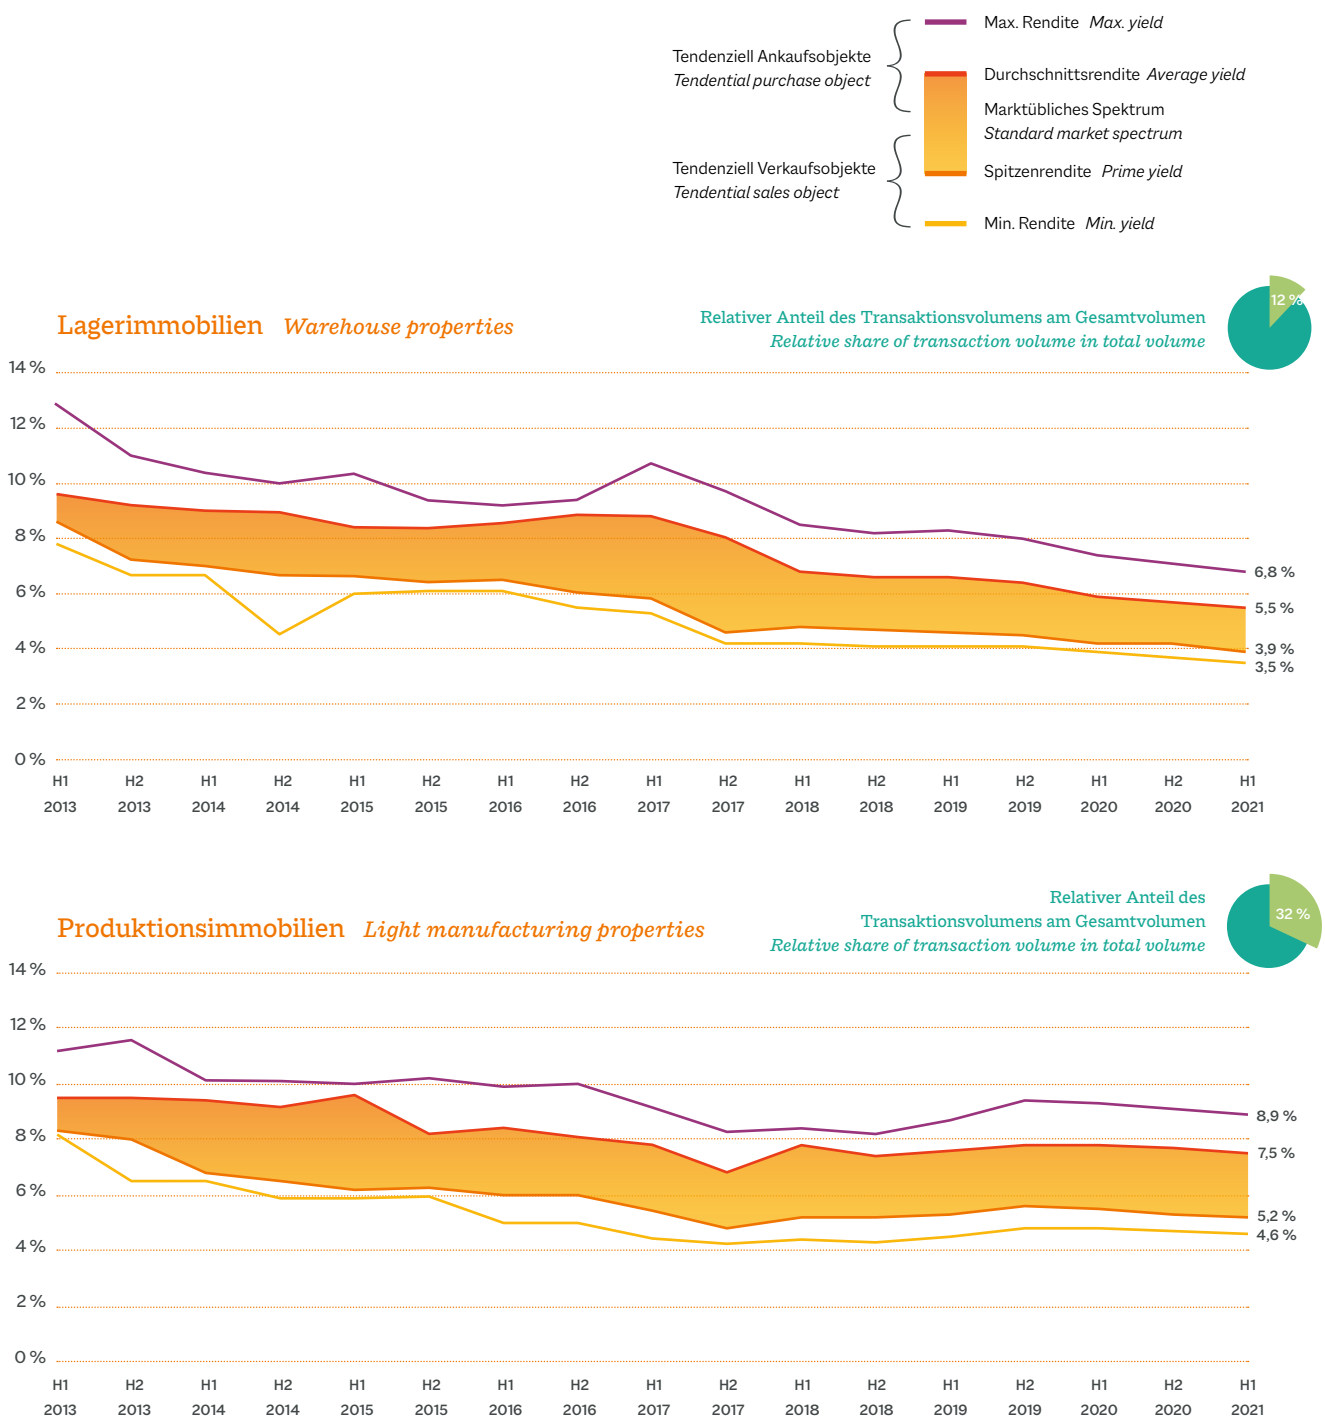 Max. Rendite Max. yield
Tendenziell Ankaufsobjekte
Tendential purchase object
Durchschnittsrendite Average yield
Marktübliches Spektrum
Standard market spectrum
Tendenziell Verkaufsobjekte
Tendential sales object
Spitzenrendite Prime yield
Min. Rendite Min. yield
Lagerimmobilien Warehouse properties
Relativer Anteil des Transaktionsvolumens am Gesamtvolumen
Relative share of transaction volume in total volume
12 %
14 %
12 %
10 %
8 %
6 %
4 %
2 %
0 %
6,8 %
5,5 %
3,9 %
3,5 %
H1 H2 H1 H2 H1 H2 H1 H2 H1 H2 H1 H2 H1 H2 H1 H2 H1
2013 2013 2014 2014 2015 2015 2016 2016 2017 2017 2018 2018 2019 2019 2020 2020 2021
Produktionsimmobilien Light manufacturing properties
Relativer Anteil des
Transaktionsvolumens am Gesamtvolumen
Relative share of transaction volume in total volume
32 %
14 %
12 %
10 %
8 %
6 %
4 %
2 %
0 %
8,9 %
7,5 %
5,2 %
4,6 %
H1 H2 H1 H2 H1 H2 H1 H2 H1 H2 H1 H2 H1 H2 H1 H2 H1
2013 2013 2014 2014 2015 2015 2016 2016 2017 2017 2018 2018 2019 2019 2020 2020 2021